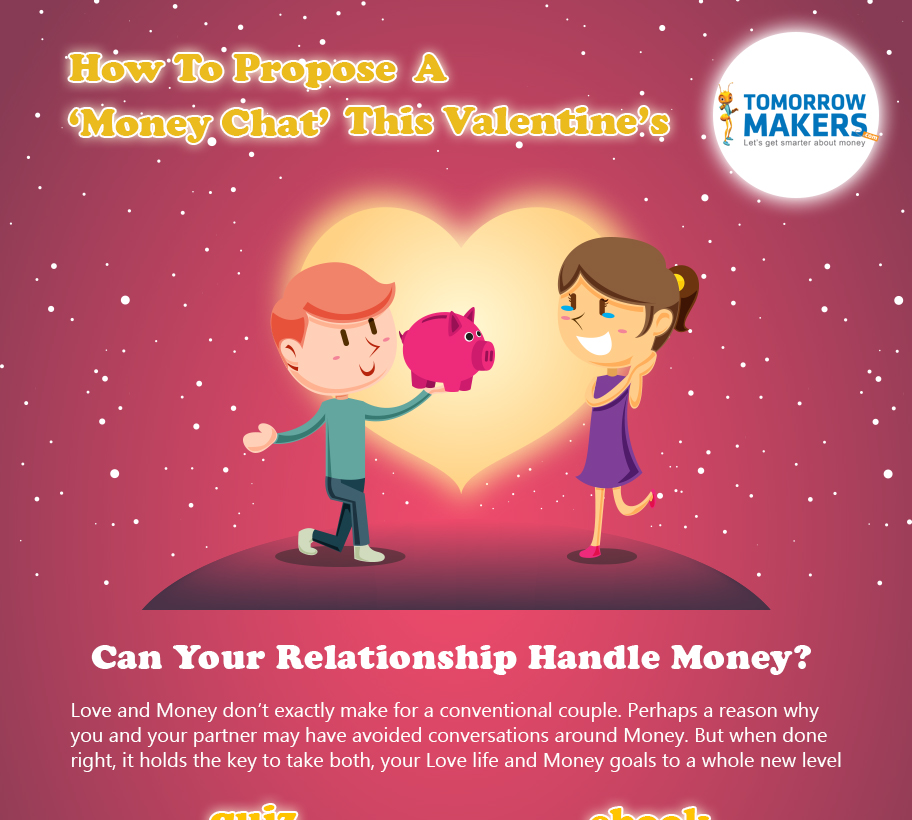 How To Propose A
'Money Chat' This Valentine's
TOMORROW
MAKERS
.com
Let's get smarter about money
Can Your Relationship Handle Money?
Love and Money don't exactly make for a conventional couple. Perhaps a reason why
you and your partner may have avoided conversations around Money. But when done
right, it holds the key to take both, your Love life and Money goals to a whole new level
quiz
ebook